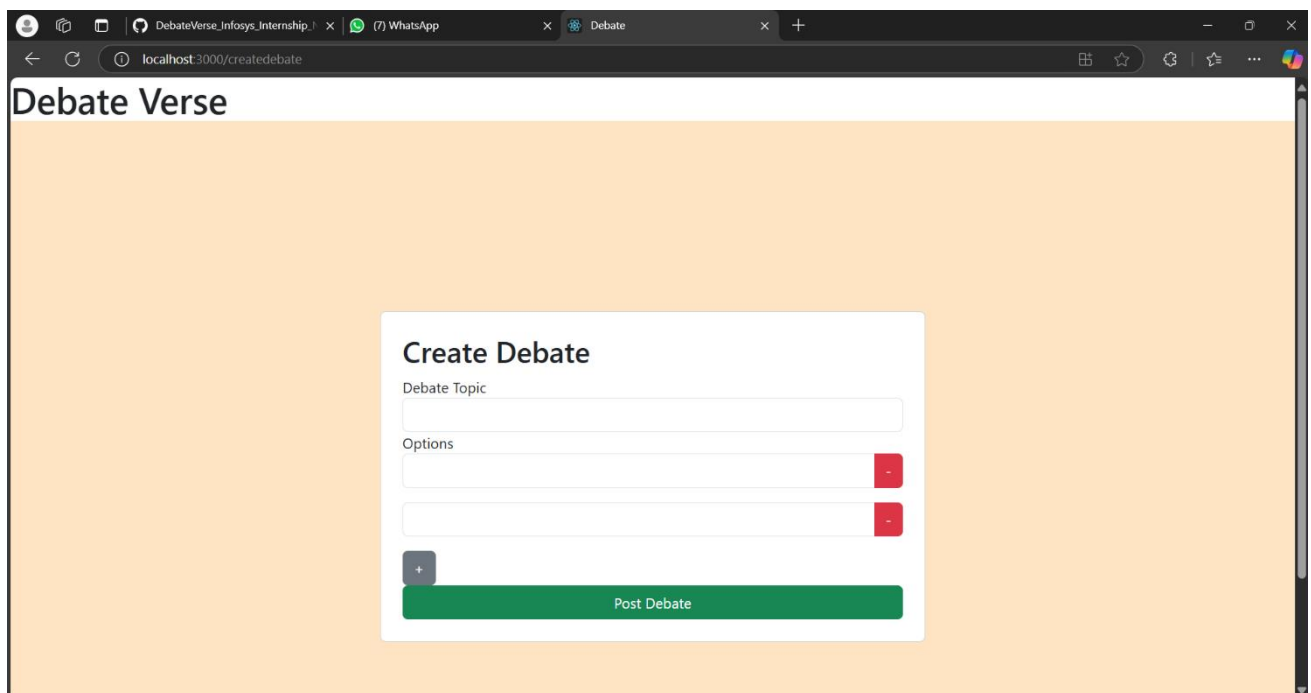 DebateVerse_Infosys_Internship_
(7) WhatsApp
Debate
localhost:3000/createdebate
Debate Verse
Create Debate
Debate Topic
Options
-
-
+
Post Debate